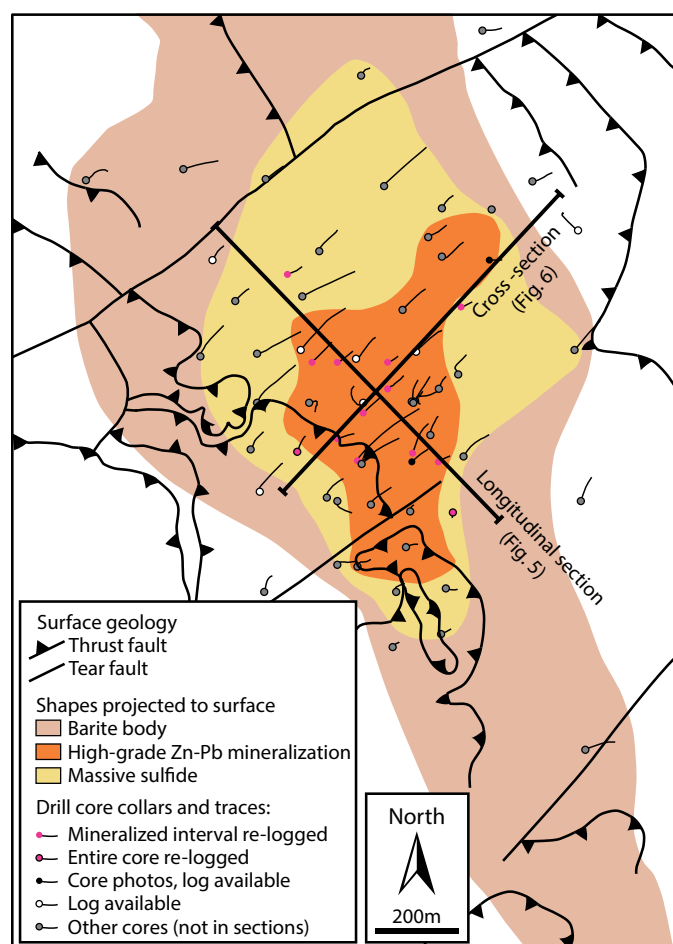 Cross -section
(Fig. 6)
Longitudinal section
(Fig. 5)
Surface geology
Thrust fault
Tear fault
Shapes projected to surface
Barite body
High-grade Zn-Pb mineralization
Massive sulfide
Drill core collars and traces:
Mineralized interval re-logged
Entire core re-logged
Core photos, log available
Log available
Other cores (not in sections)
North
200m